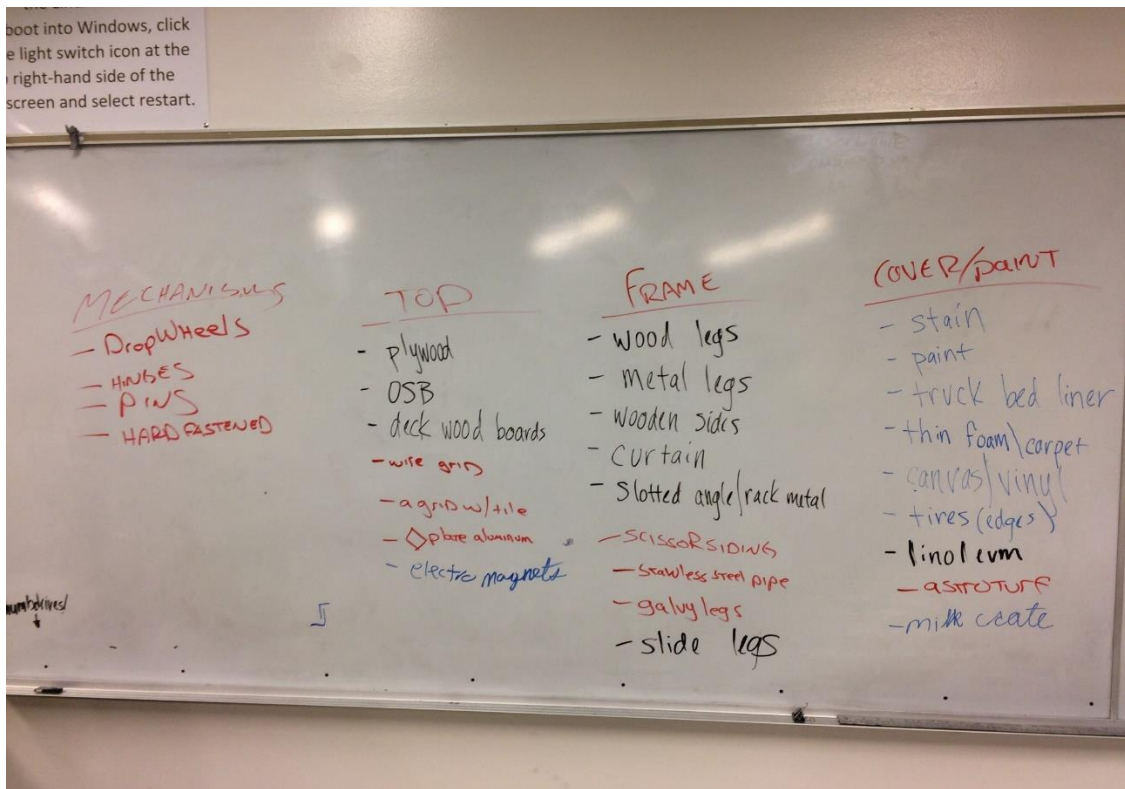 boot into Windows, click
e light switch icon at the
right-hand side of the
screen and select restart.
MECHANISMS
- DropWHeels
- HINGES
- PINS
- HARD FASTENED
TOP
- plywood
- OSB
- deck wood boards
- wire grid
- a grid w/tile
- ◇plate aluminum
- electro magnets
FRAME
- wood legs
- metal legs
- wooden sides
- curtain
- Slotted angle/rack metal
- SCISSOR SIDING
- stainless steel pipe
- galvy legs
- slide legs
COVER/PAINT
- stain
- paint
- truck bed liner
- thin foam\carpet
- canvas/vinyl
- tires (edges)
- linoleum
- ASTROTURF
- milk crate